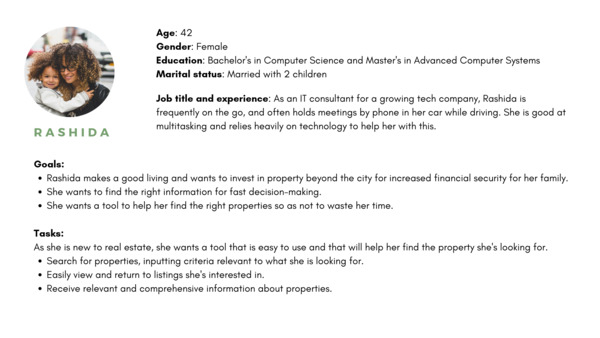 Age: 42
Gender: Female
Education: Bachelor's in Computer Science and Master's in Advanced Computer Systems
Marital status: Married with 2 children
Job title and experience: As an IT consultant for a growing tech company, Rashida is
frequently on the go, and often holds meetings by phone in her car while driving. She is good at
multitasking and relies heavily on technology to help her with this.
RASHIDA
Goals:
• Rashida makes a good living and wants to invest in property beyond the city for increased financial security for her family.
• She wants to find the right information for fast decision-making.
• She wants a tool to help her find the right properties so as not to waste her time.
Tasks:
As she is new to real estate, she wants a tool that is easy to use and that will help her find the property she's looking for.
• Search for properties, inputting criteria relevant to what she is looking for.
• Easily view and return to listings she's interested in.
• Receive relevant and comprehensive information about properties.